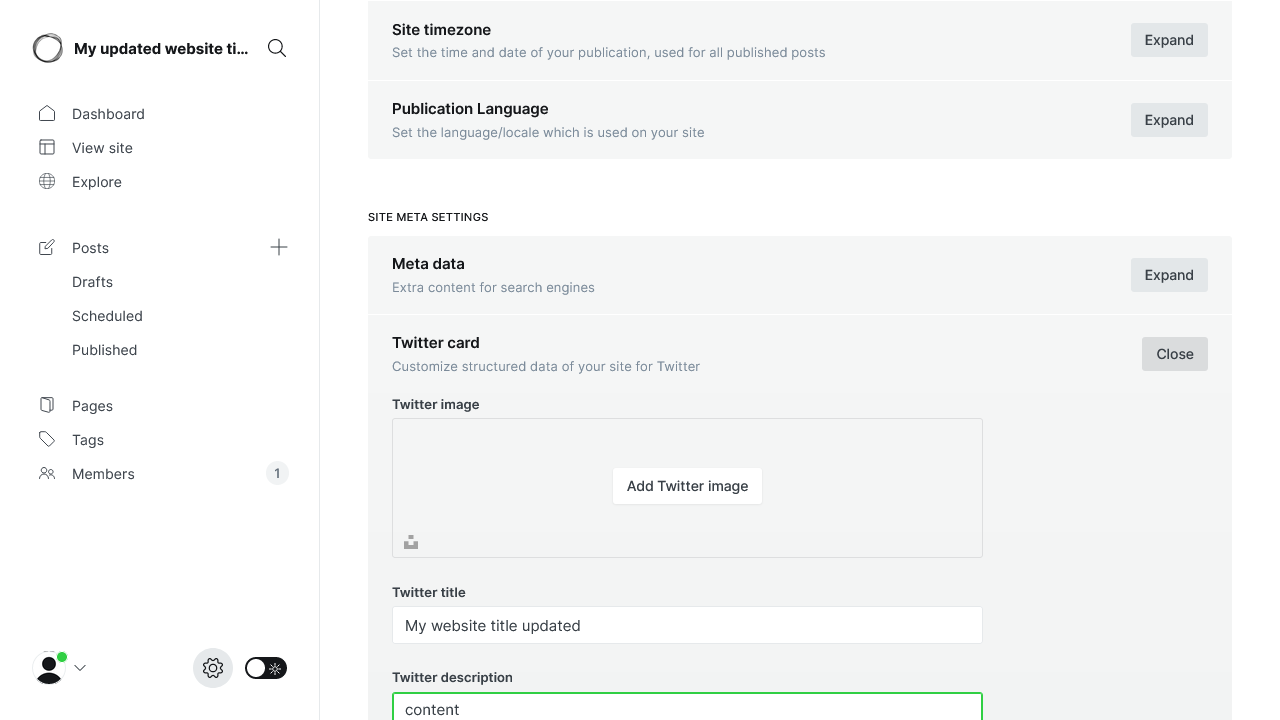 My updated website ti...
Dashboard
View site
Explore
Posts
Drafts
Scheduled
Published
Pages
Tags
Members
1
Site timezone
Set the time and date of your publication, used for all published posts
Expand
Publication Language
Set the language/locale which is used on your site
Expand
SITE META SETTINGS
Meta data
Extra content for search engines
Expand
Twitter card
Customize structured data of your site for Twitter
Close
Twitter image
Add Twitter image
Twitter title
My website title updated
Twitter description
content